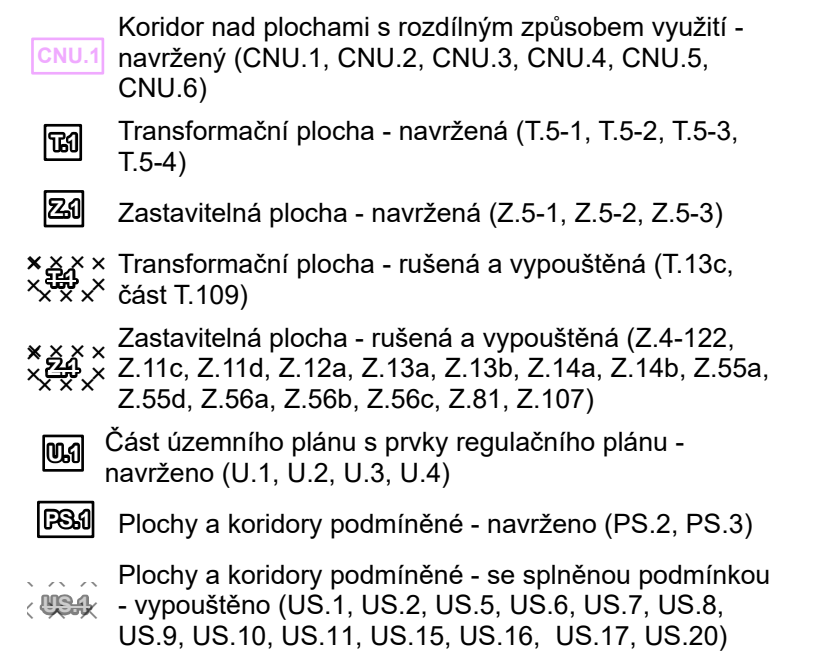 Koridor nad plochami s rozdílným způsobem využití -
CNU.1 navržený (CNU.1, CNU.2, CNU.3, CNU.4, CNU.5,
CNU.6)
T.1 Transformační plocha - navržená (T.5-1, T.5-2, T.5-3,
T.5-4)
Z.1 Zastavitelná plocha - navržená (Z.5-1, Z.5-2, Z.5-3)
T.1 Transformační plocha - rušená a vypouštěná (T.13c,
část T.109)
Zastavitelná plocha - rušená a vypouštěná (Z.4-122,
Z.1 Z.11c, Z.11d, Z.12a, Z.13a, Z.13b, Z.14a, Z.14b, Z.55a,
Z.55d, Z.56a, Z.56b, Z.56c, Z.81, Z.107)
U.1 Část územního plánu s prvky regulačního plánu -
navrženo (U.1, U.2, U.3, U.4)
PS.1 Plochy a koridory podmíněné - navrženo (PS.2, PS.3)
Plochy a koridory podmíněné - se splněnou podmínkou
US.1 - vypouštěno (US.1, US.2, US.5, US.6, US.7, US.8,
US.9, US.10, US.11, US.15, US.16, US.17, US.20)